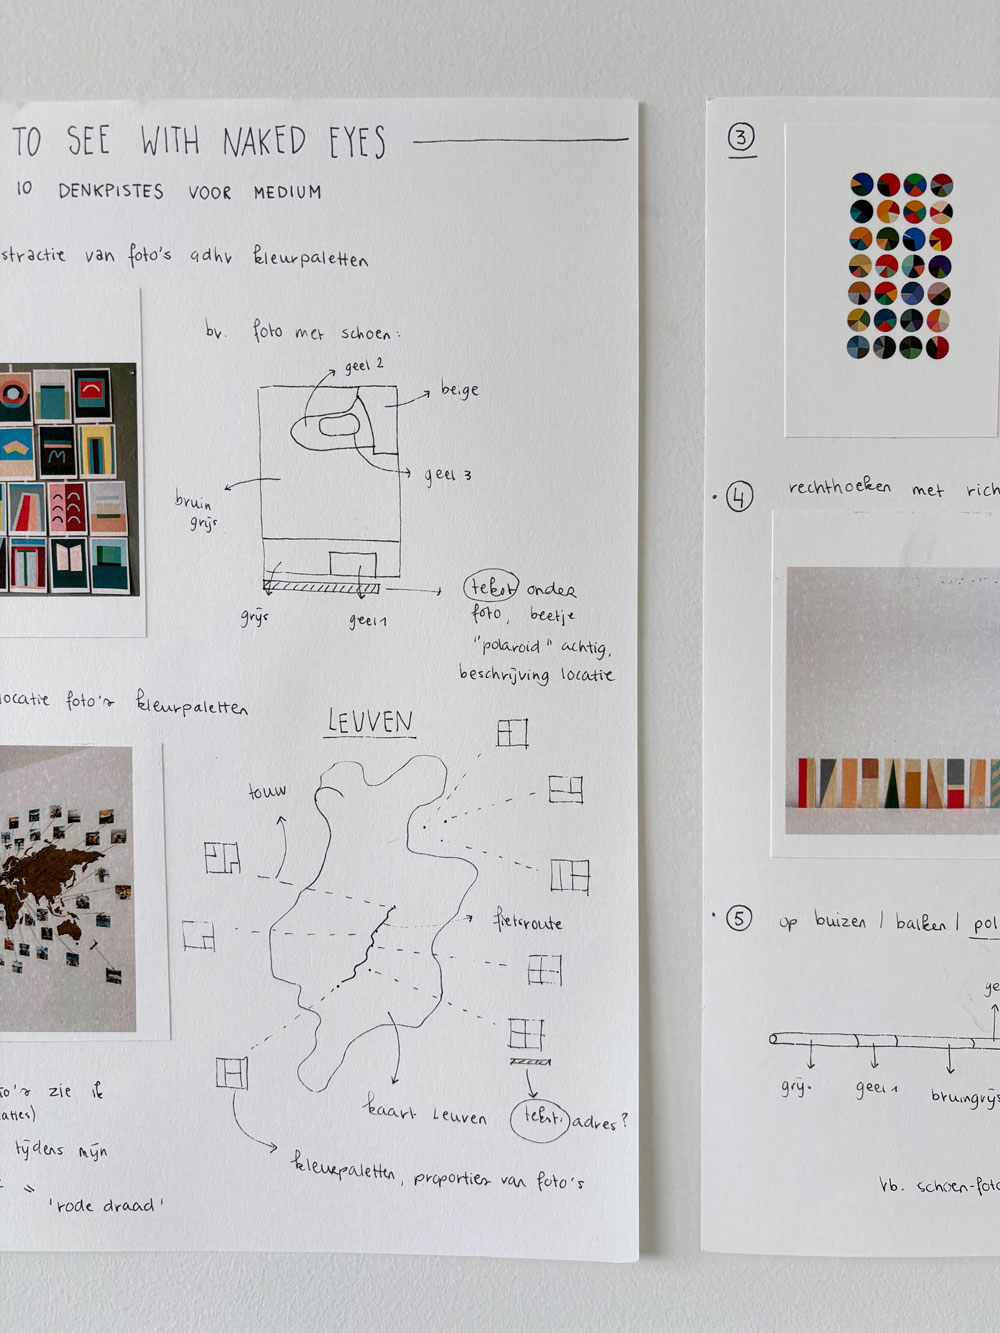 TO SEE WITH NAKED EYES
10 DENKPISTES VOOR MEDIUM
stractie van foto's adhv kleurpaletten
bv. foto met schoen:
geel 2
beige
geel 3
bruin
grijs
grijs
geel 1
tekst onder
foto, beetje
"polaroid" achtig,
beschrijving locatie
locatie foto's kleurpaletten
LEUVEN
touw
fietsroute
kaart Leuven
tekst: adres?
kleurpaletten, proporties van foto's
to's zie ik
aties)
tijdens mijn
'rode draad'
3
4
rechthoeken met rich
5
op buizen / balken / pol
ge
grijs
geel 1
bruingrijs
vb. schoen-foto